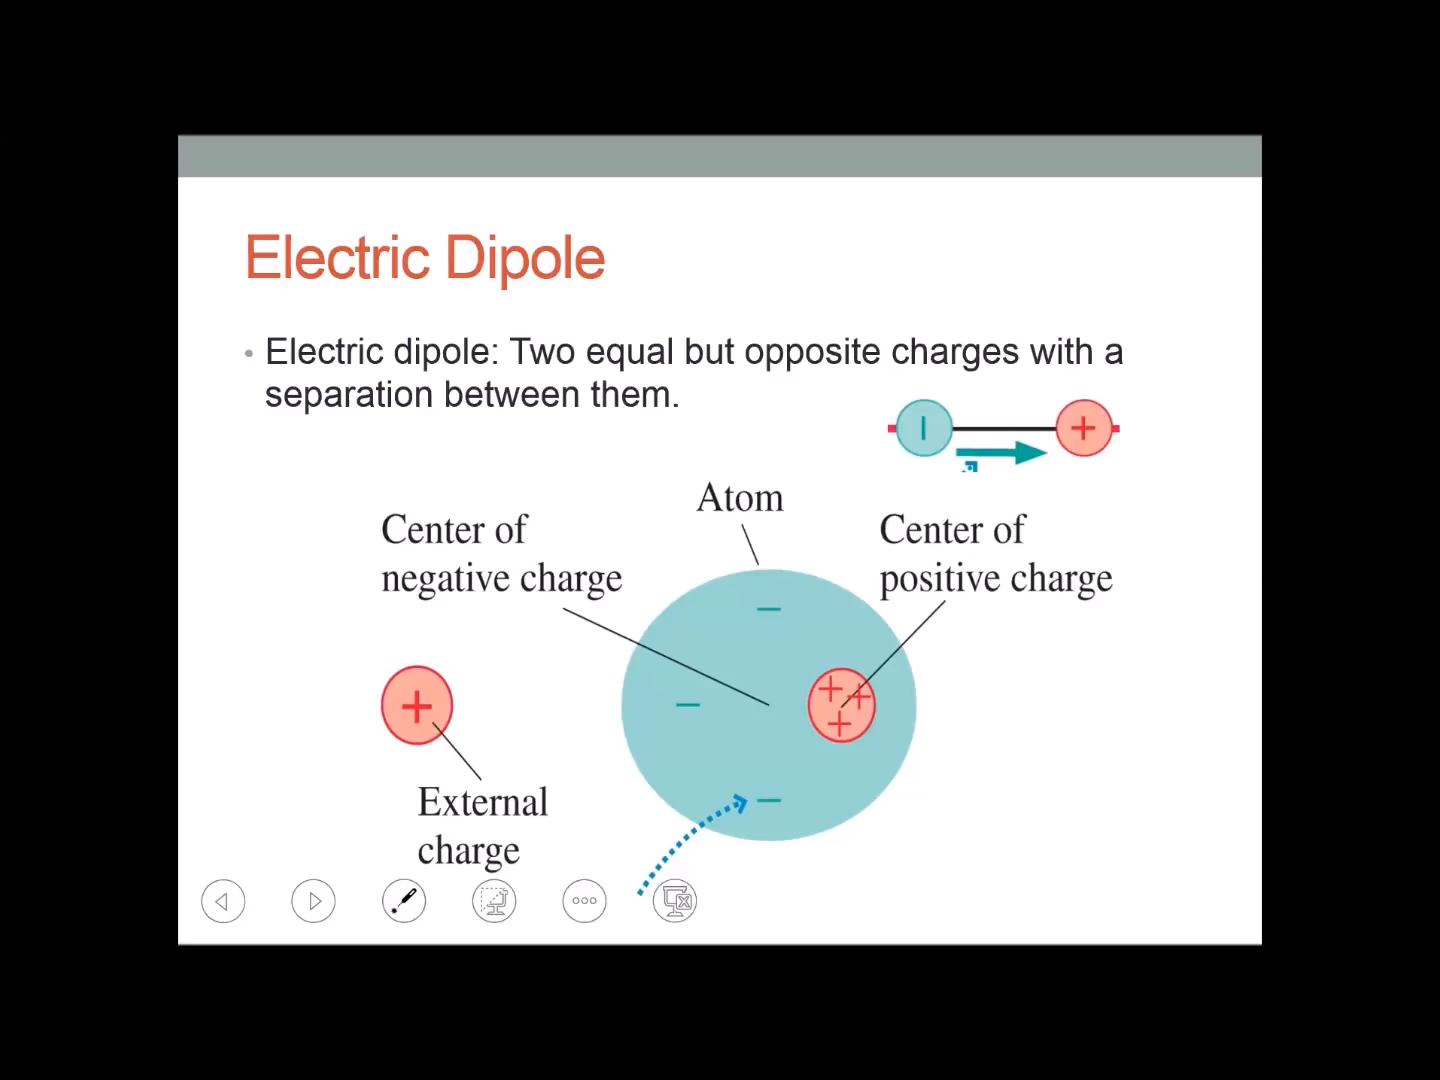 Electric Dipole
• Electric dipole: Two equal but opposite charges with a
separation between them.
Atom
Center of
negative charge
Center of
positive charge
External
charge